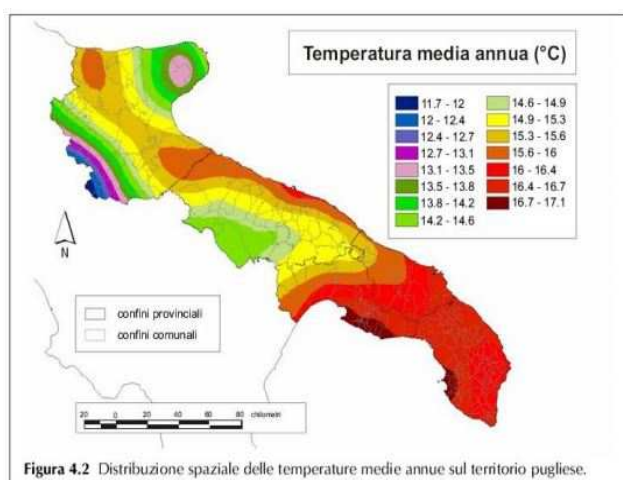 Temperatura media annua (°C)
11.7 - 12
12 - 12.4
12.4 - 12.7
12.7 - 13.1
13.1 - 13.5
13.5 - 13.8
13.8 - 14.2
14.2 - 14.6
14.6 - 14.9
14.9 - 15.3
15.3 - 15.6
15.6 - 16
16 - 16.4
16.4 - 16.7
16.7 - 17.1
N
confini provinciali
confini comunali
20 0 20 40 60 80 chilometri
Figura 4.2 Distribuzione spaziale delle temperature medie annue sul territorio pugliese.